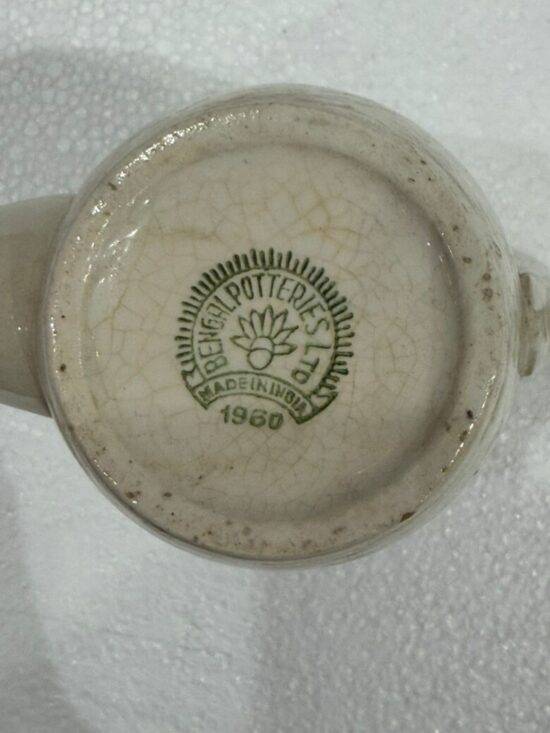 BENGAL POTTERIES LTD
MADE IN INDIA
1960